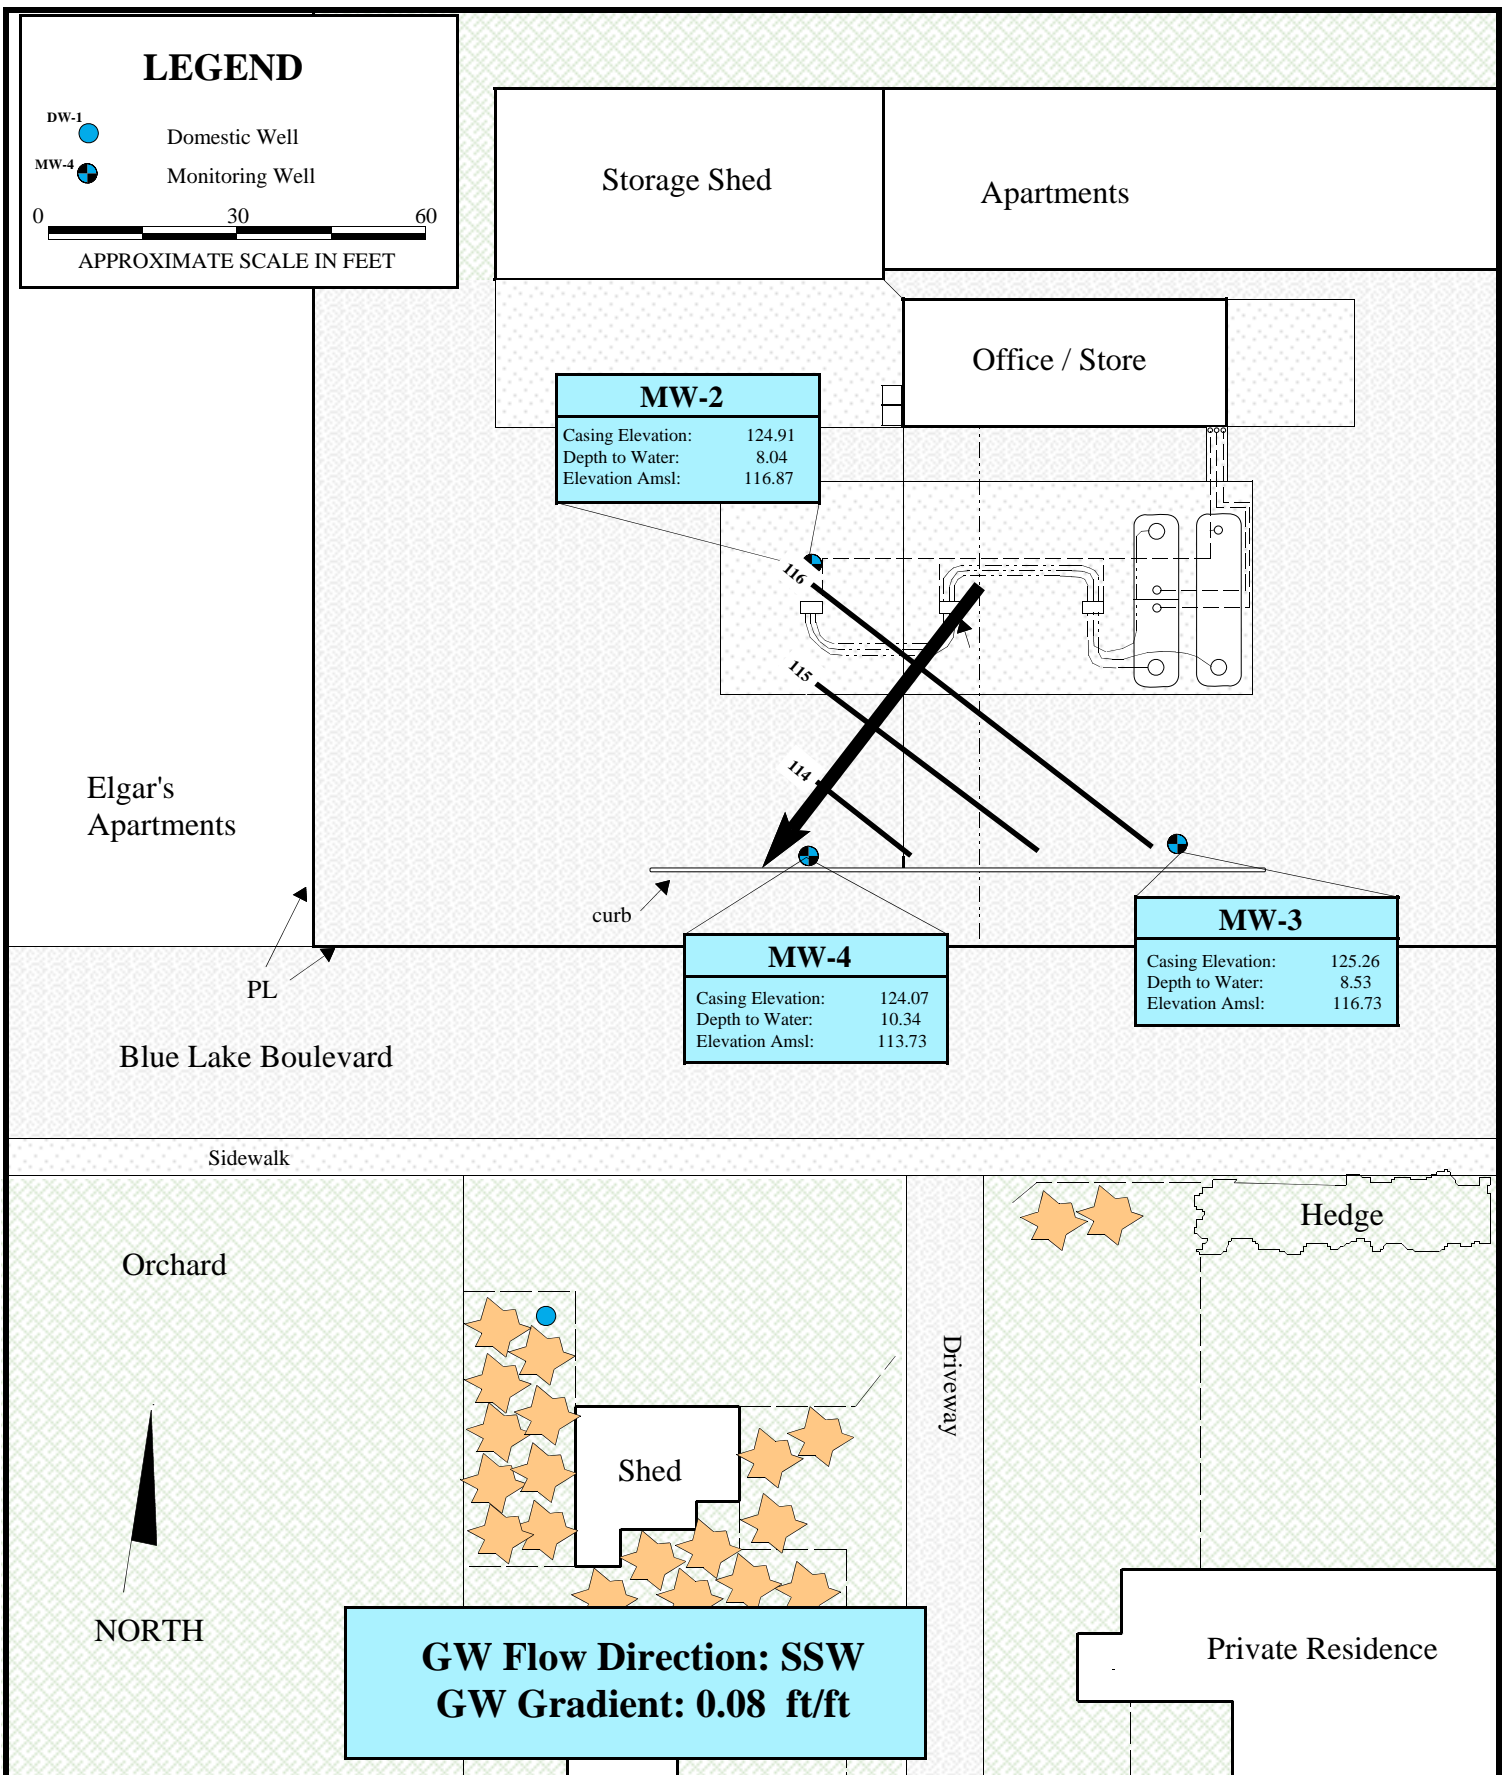 LEGEND
DW-1
Domestic Well
MW-4
Monitoring Well
0 30 60
APPROXIMATE SCALE IN FEET
Storage Shed
Apartments
Office / Store
MW-2
Casing Elevation: 124.91
Depth to Water: 8.04
Elevation Amsl: 116.87
116
115
114
Elgar's
Apartments
curb
PL
MW-4
Casing Elevation: 124.07
Depth to Water: 10.34
Elevation Amsl: 113.73
MW-3
Casing Elevation: 125.26
Depth to Water: 8.53
Elevation Amsl: 116.73
Blue Lake Boulevard
Sidewalk
Orchard
Hedge
Driveway
Shed
NORTH
Private Residence
GW Flow Direction: SSW
GW Gradient: 0.08 ft/ft